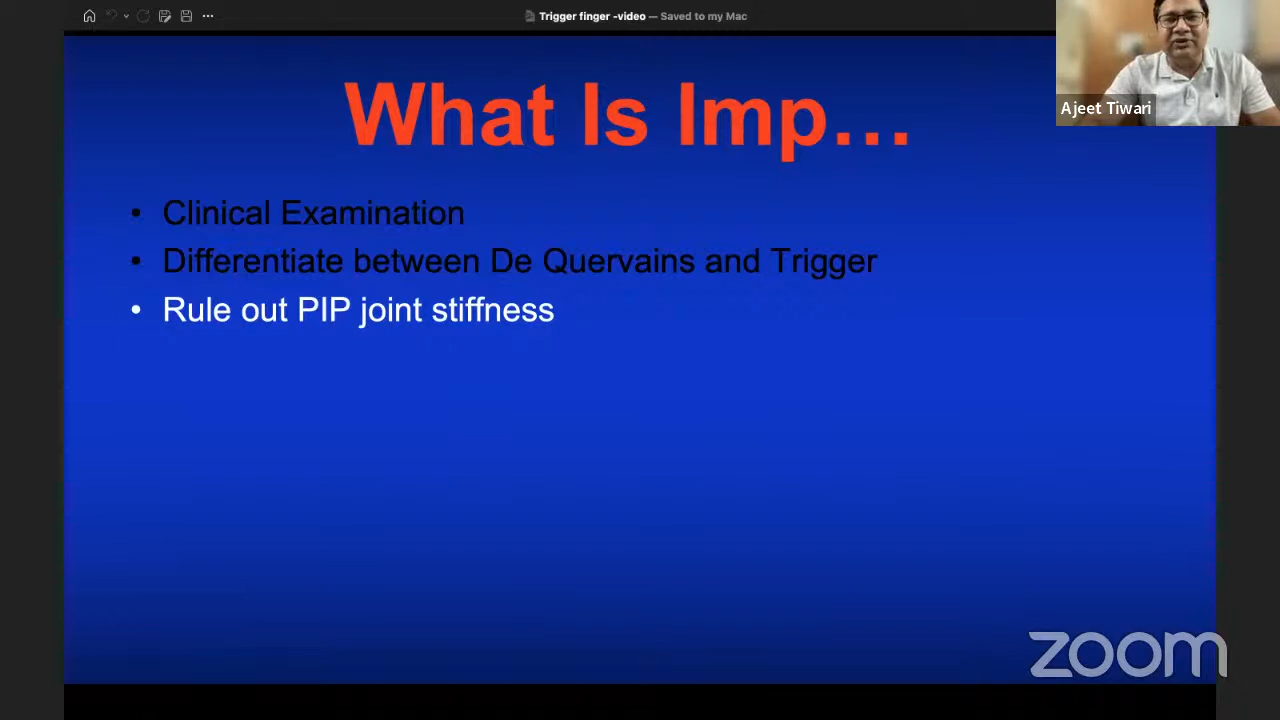 Trigger finger -video — Saved to my Mac
What Is Imp...
Ajeet Tiwari
• Clinical Examination
• Differentiate between De Quervains and Trigger
• Rule out PIP joint stiffness
zoom